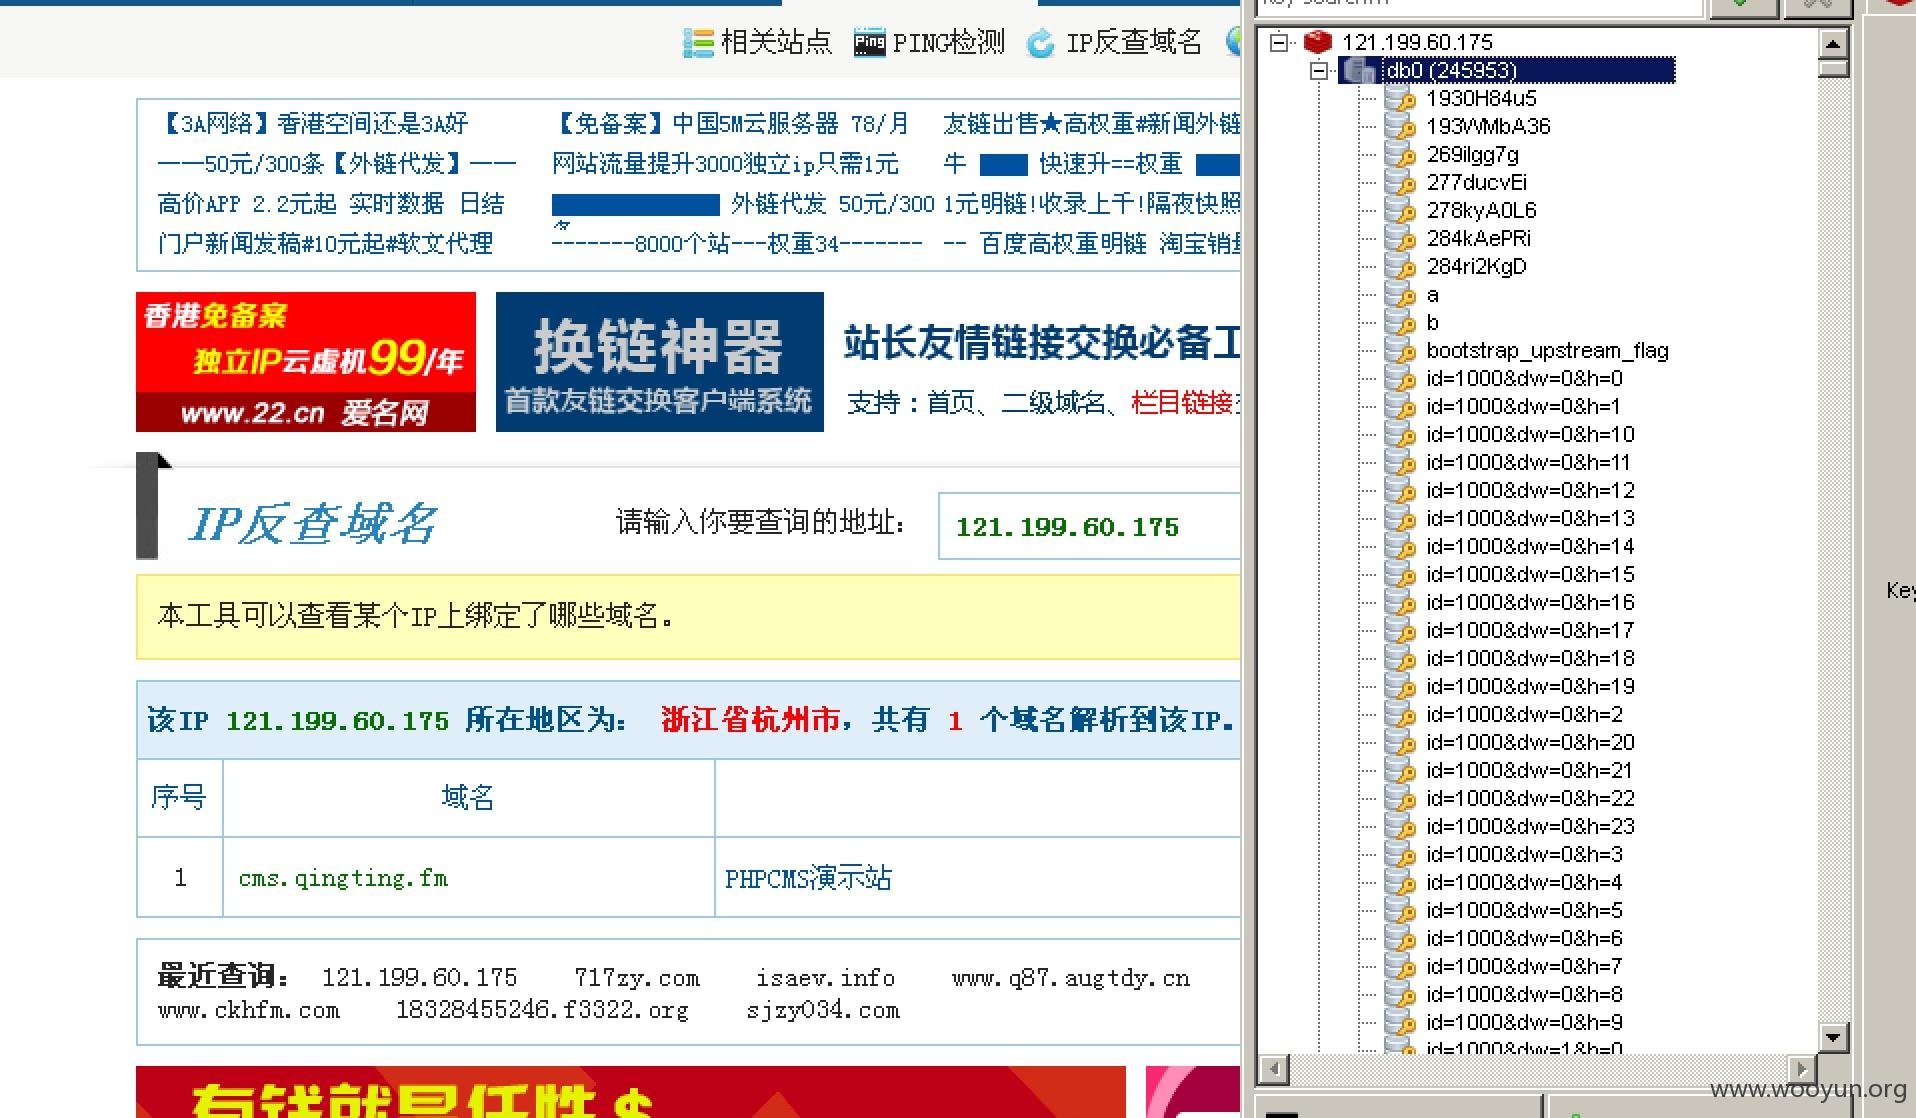 相关站点 PING检测 IP反查域名
【3A网络】香港空间还是3A好 【免备案】中国5M云服务器 78/月 友链出售★高权重#新闻外链
——50元/300条【外链代发】—— 网站流量提升3000独立ip只需1元 牛 快速升==权重
高价APP 2.2元起 实时数据 日结 外链代发 50元/300 1元明链!收录上千!隔夜快照
门户新闻发稿#10元起#软文代理 -------8000个站---权重34------- -- 百度高权重明链 淘宝销量
香港免备案
独立IP云虚机99/年
www.22.cn 爱名网
换链神器
首款友链交换客户端系统
站长友情链接交换必备工
支持：首页、二级域名、栏目链接
IP反查域名 请输入你要查询的地址： 121.199.60.175
本工具可以查看某个IP上绑定了哪些域名。
该IP 121.199.60.175 所在地区为： 浙江省杭州市，共有 1 个域名解析到该IP。
序号 域名
1 cms.qingting.fm PHPCMS演示站
最近查询： 121.199.60.175 717zy.com isaev.info www.q87.augtdy.cn
www.ckhfm.com 18328455246.f3322.org sjzy034.com
有钱就是任性$
121.199.60.175
db0 (245953)
1930H84u5
193WMbA36
269ilgg7g
277ducvEi
278kyA0L6
284kAePRi
284ri2KgD
a
b
bootstrap_upstream_flag
id=1000&dw=0&h=0
id=1000&dw=0&h=1
id=1000&dw=0&h=10
id=1000&dw=0&h=11
id=1000&dw=0&h=12
id=1000&dw=0&h=13
id=1000&dw=0&h=14
id=1000&dw=0&h=15
id=1000&dw=0&h=16
id=1000&dw=0&h=17
id=1000&dw=0&h=18
id=1000&dw=0&h=19
id=1000&dw=0&h=2
id=1000&dw=0&h=20
id=1000&dw=0&h=21
id=1000&dw=0&h=22
id=1000&dw=0&h=23
id=1000&dw=0&h=3
id=1000&dw=0&h=4
id=1000&dw=0&h=5
id=1000&dw=0&h=6
id=1000&dw=0&h=7
id=1000&dw=0&h=8
id=1000&dw=0&h=9
id=1000&dw=1&h=0
Key
www.wooyun.org